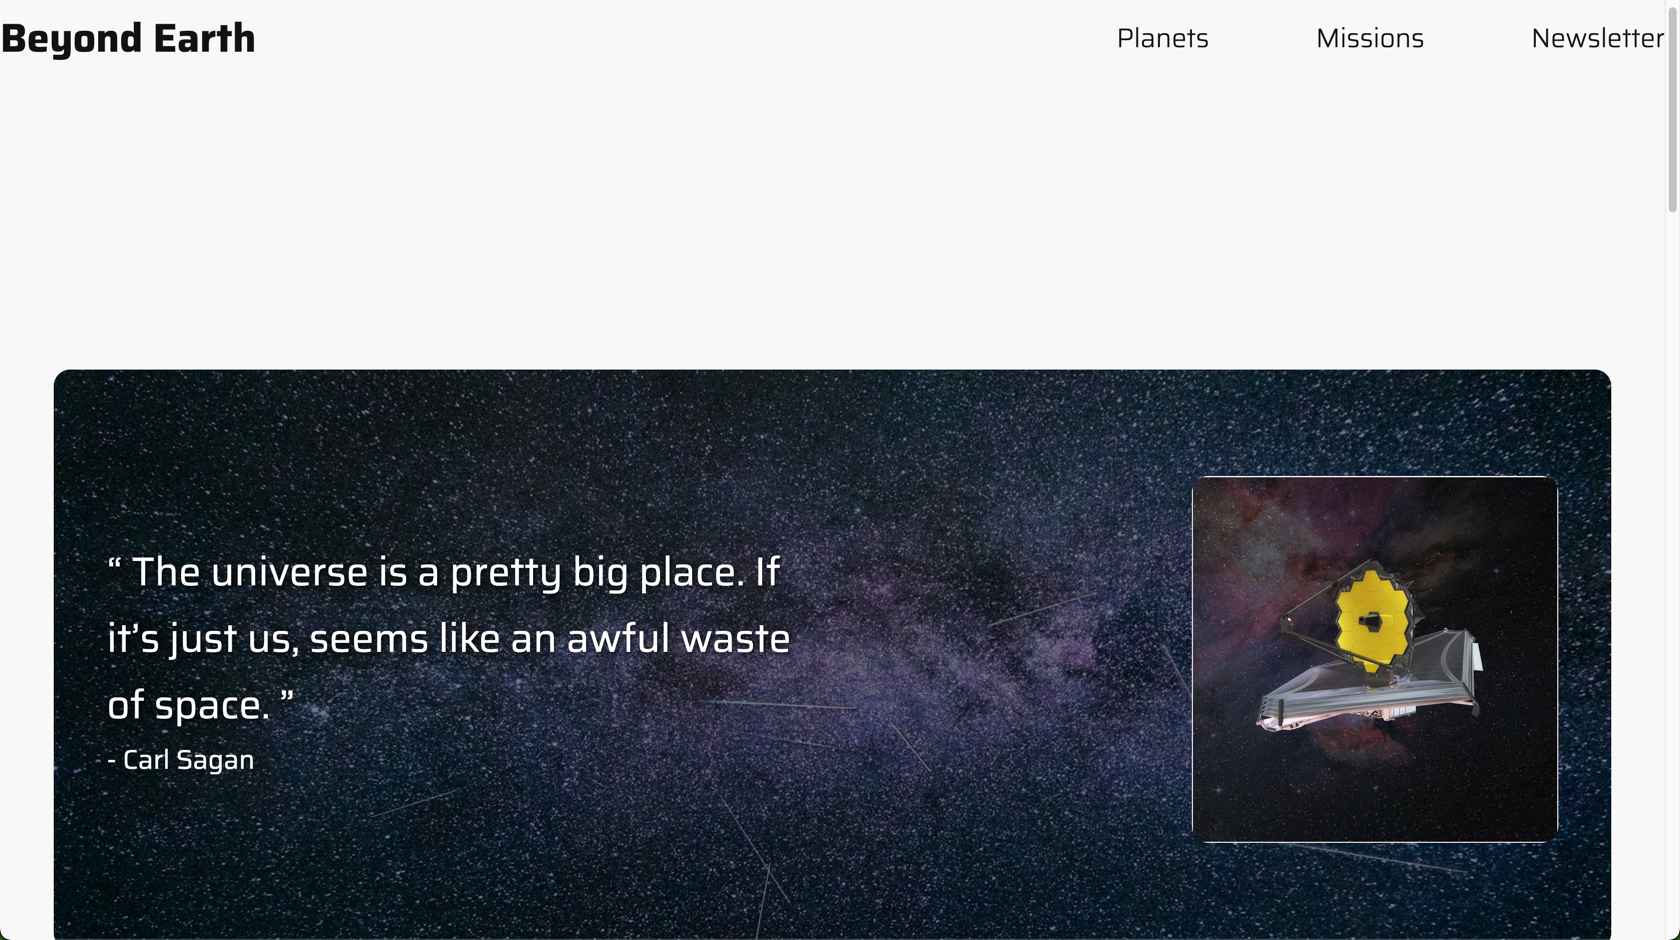 Beyond Earth
Planets
Missions
Newsletter
“ The universe is a pretty big place. If
it’s just us, seems like an awful waste
of space. ”
- Carl Sagan